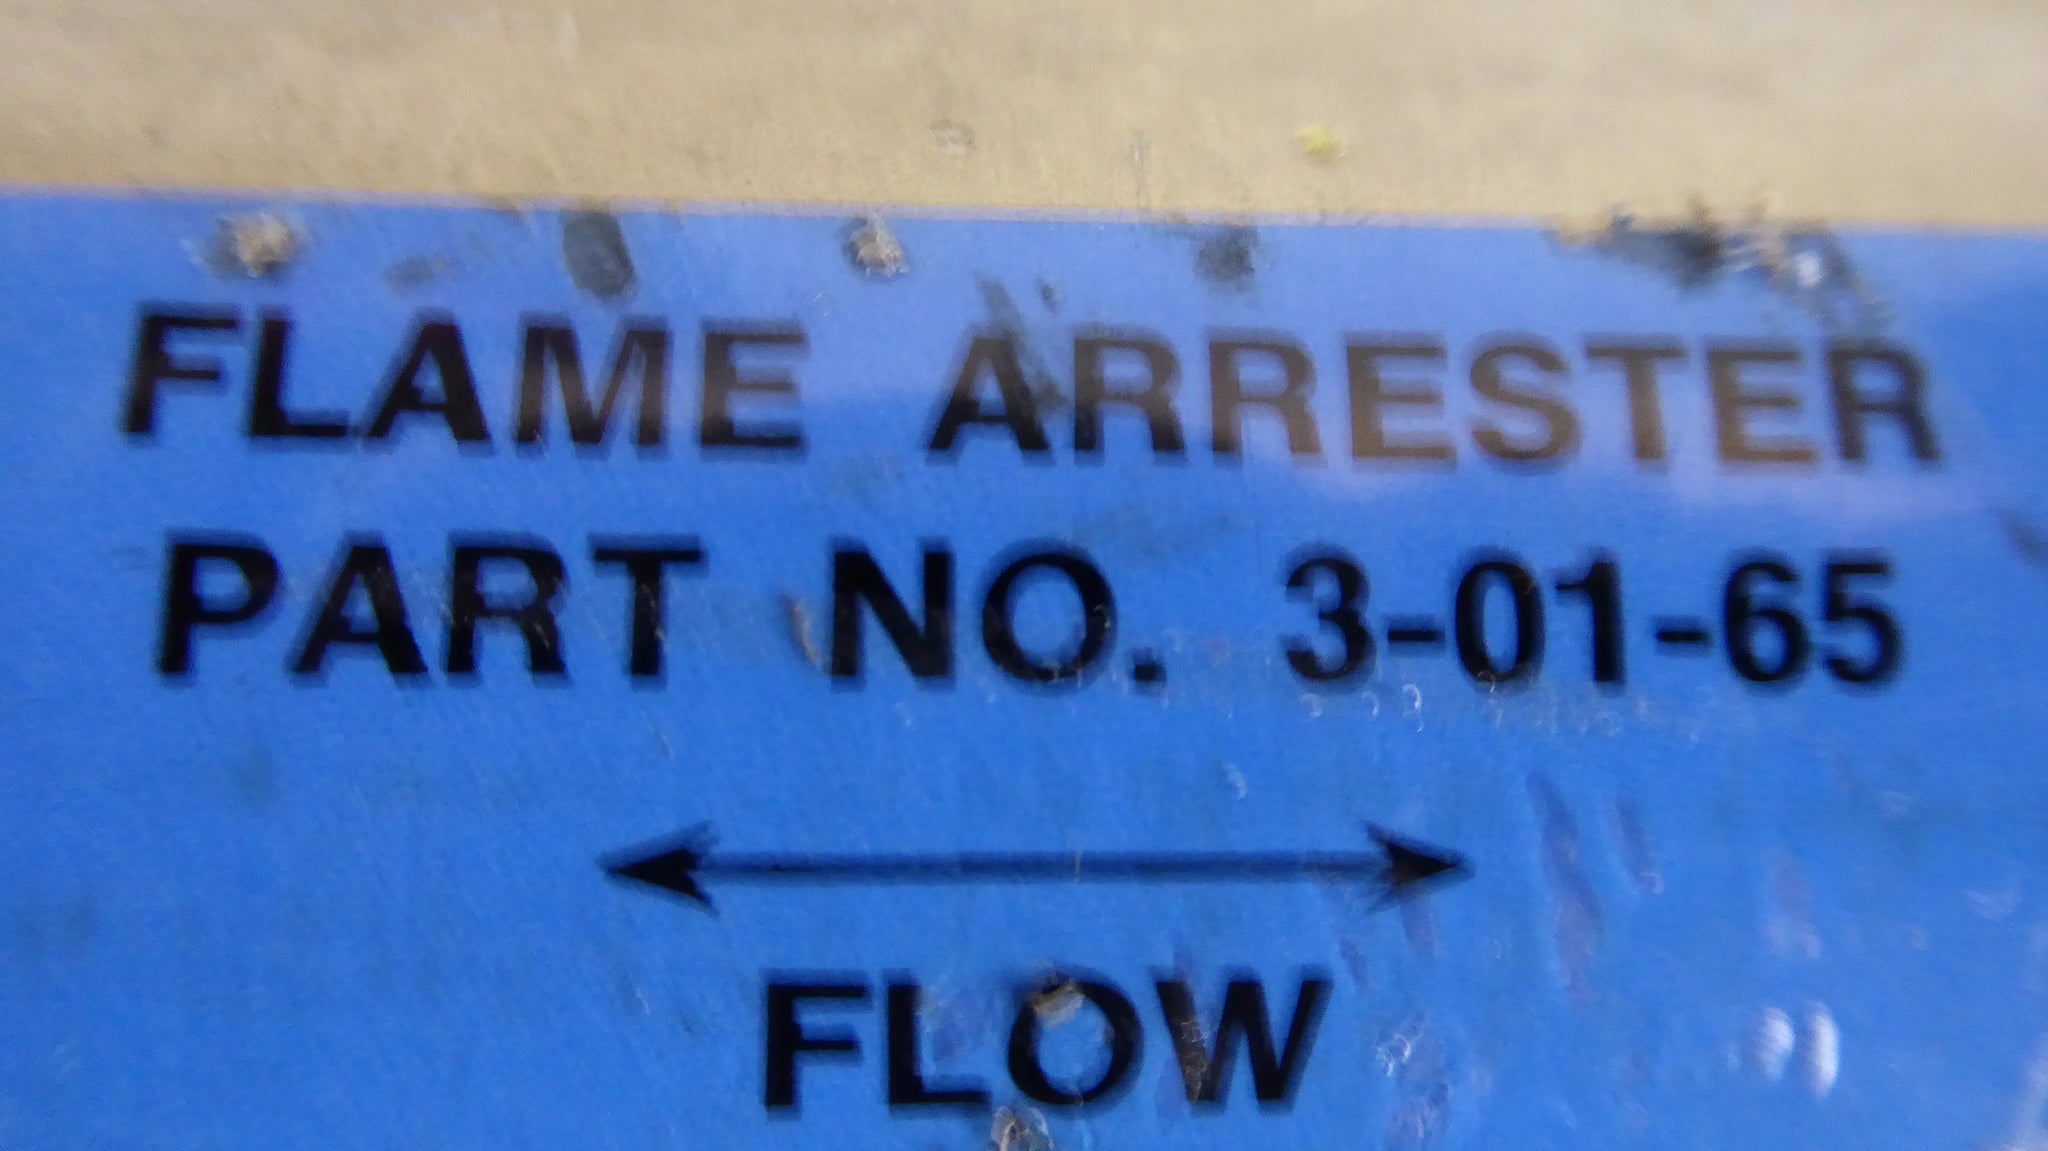 FLAME ARRESTER
PART NO. 3-01-65
FLOW